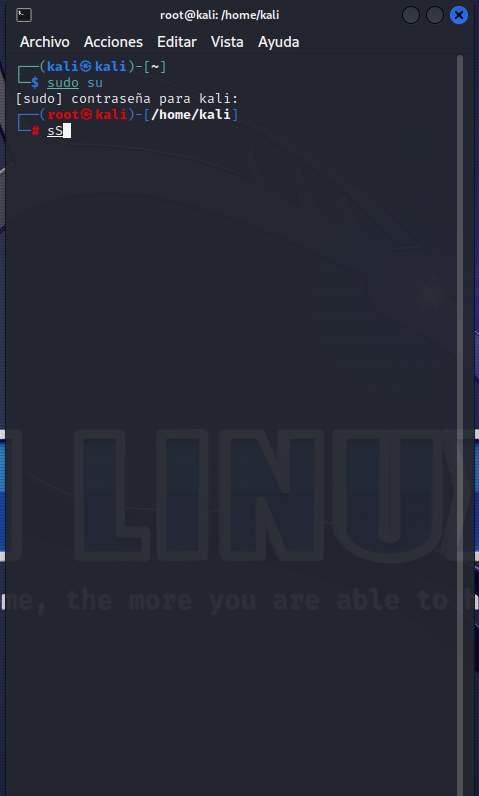 root@kali: /home/kali
Archivo Acciones Editar Vista Ayuda
┌──(kali㉿kali)-[~]
└─$ sudo su
[sudo] contraseña para kali:
┌──(root㉿kali)-[/home/kali]
└─# sS
LINUX
me, the more you are able to h